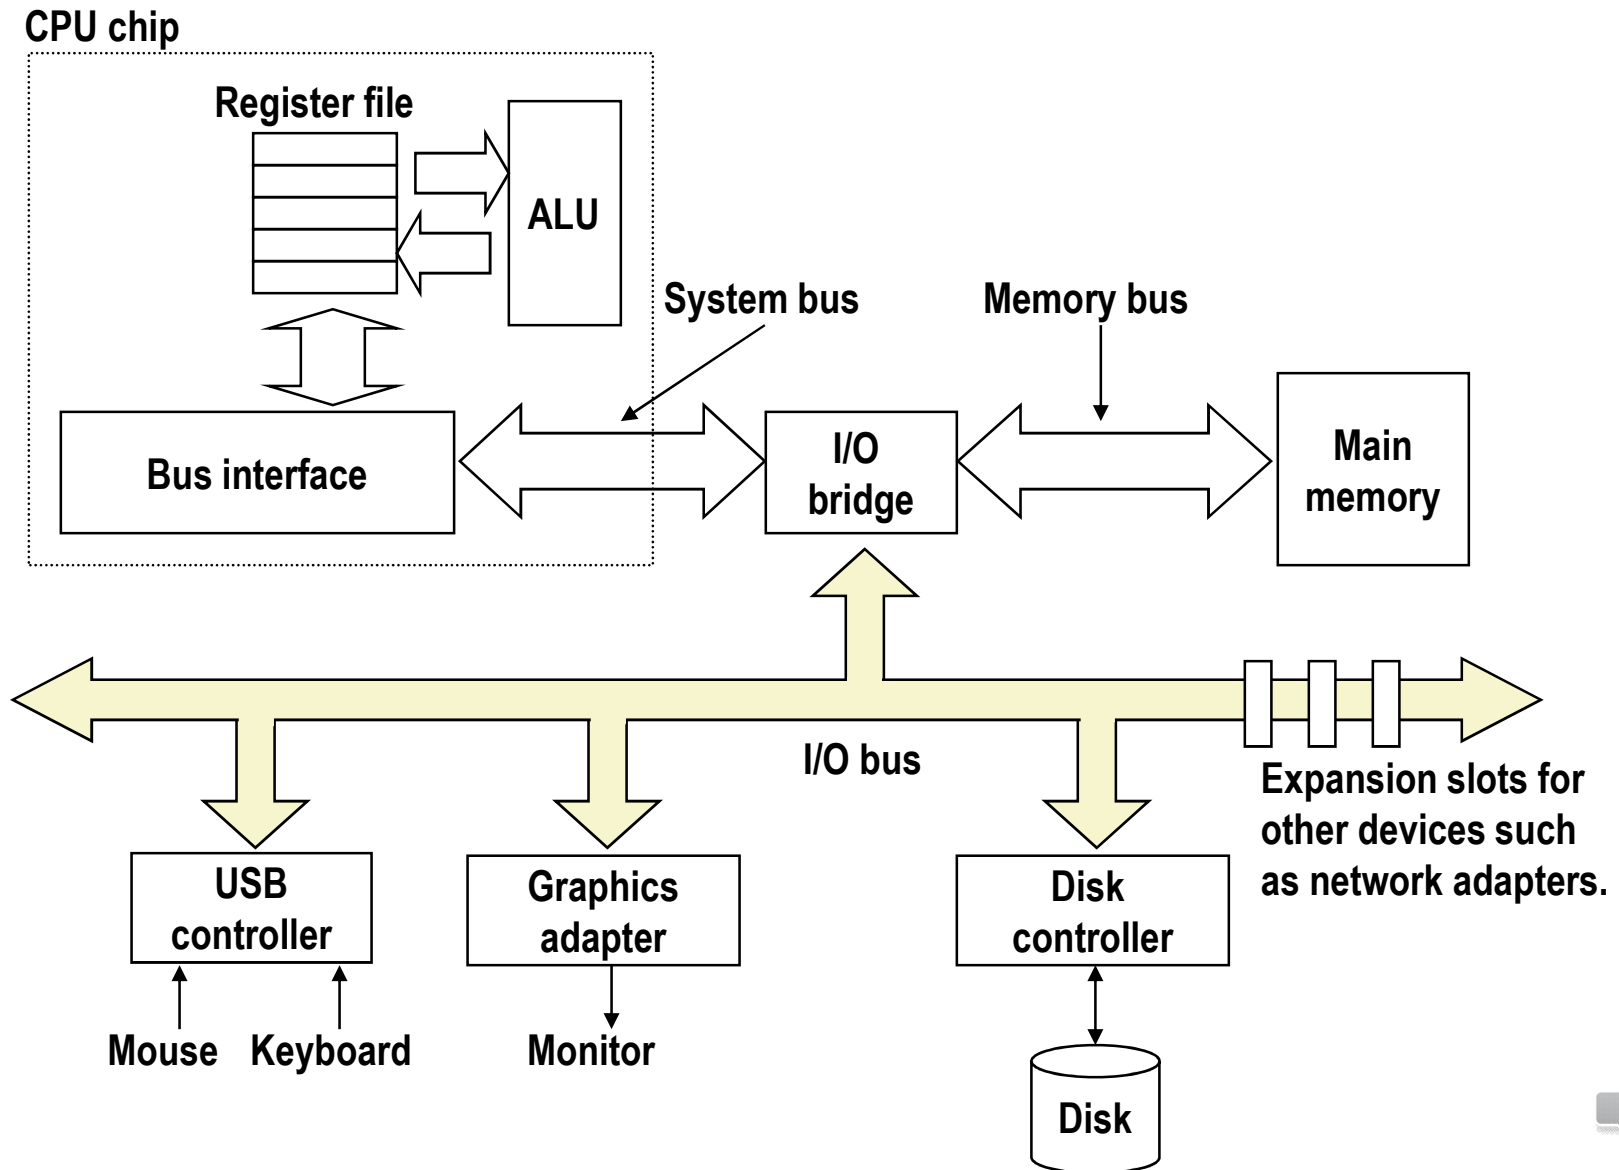 CPU chip
Register file
ALU
System bus
Memory bus
Bus interface
I/O
bridge
Main
memory
I/O bus
Expansion slots for
other devices such
as network adapters.
USB
controller
Graphics
adapter
Disk
controller
Mouse
Keyboard
Monitor
Disk